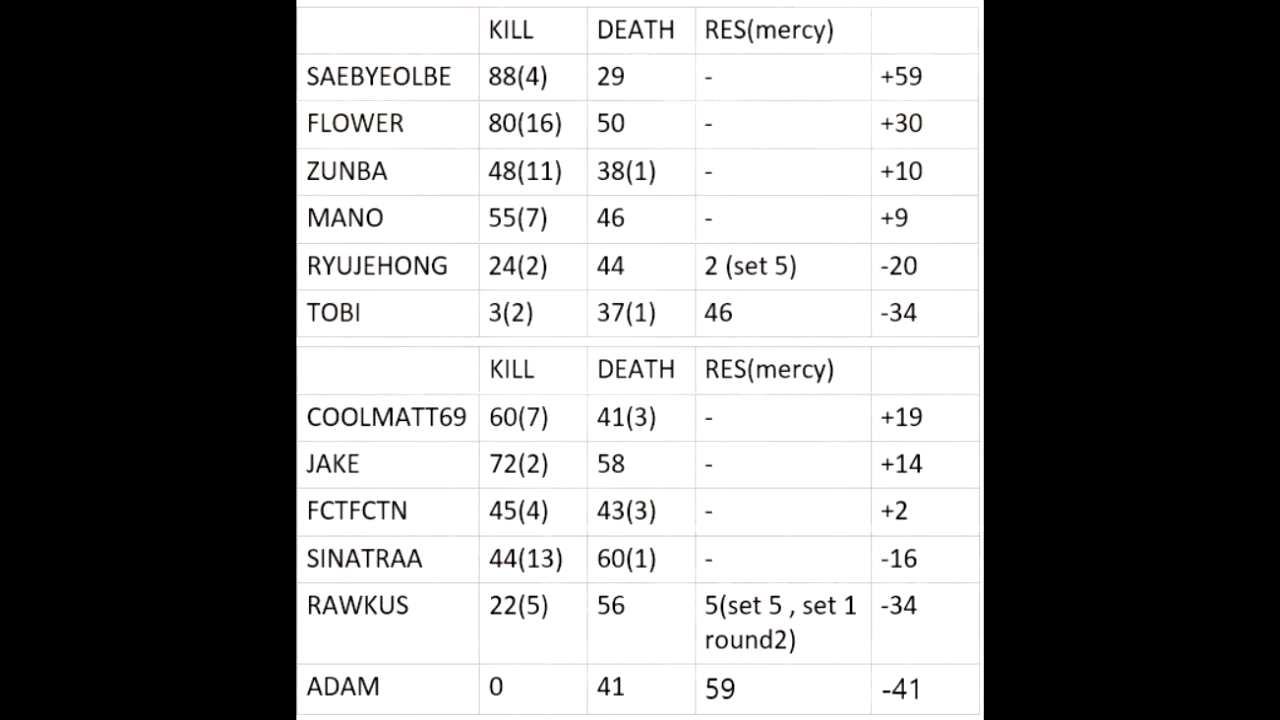 KILL DEATH RES(mercy)
SAEBYEOLBE 88(4) 29 - +59
FLOWER 80(16) 50 - +30
ZUNBA 48(11) 38(1) - +10
MANO 55(7) 46 - +9
RYUJEHONG 24(2) 44 2 (set 5) -20
TOBI 3(2) 37(1) 46 -34
KILL DEATH RES(mercy)
COOLMATT69 60(7) 41(3) - +19
JAKE 72(2) 58 - +14
FCTFCTN 45(4) 43(3) - +2
SINATRAA 44(13) 60(1) - -16
RAWKUS 22(5) 56 5(set 5 , set 1 -34
round2)
ADAM 0 41 59 -41